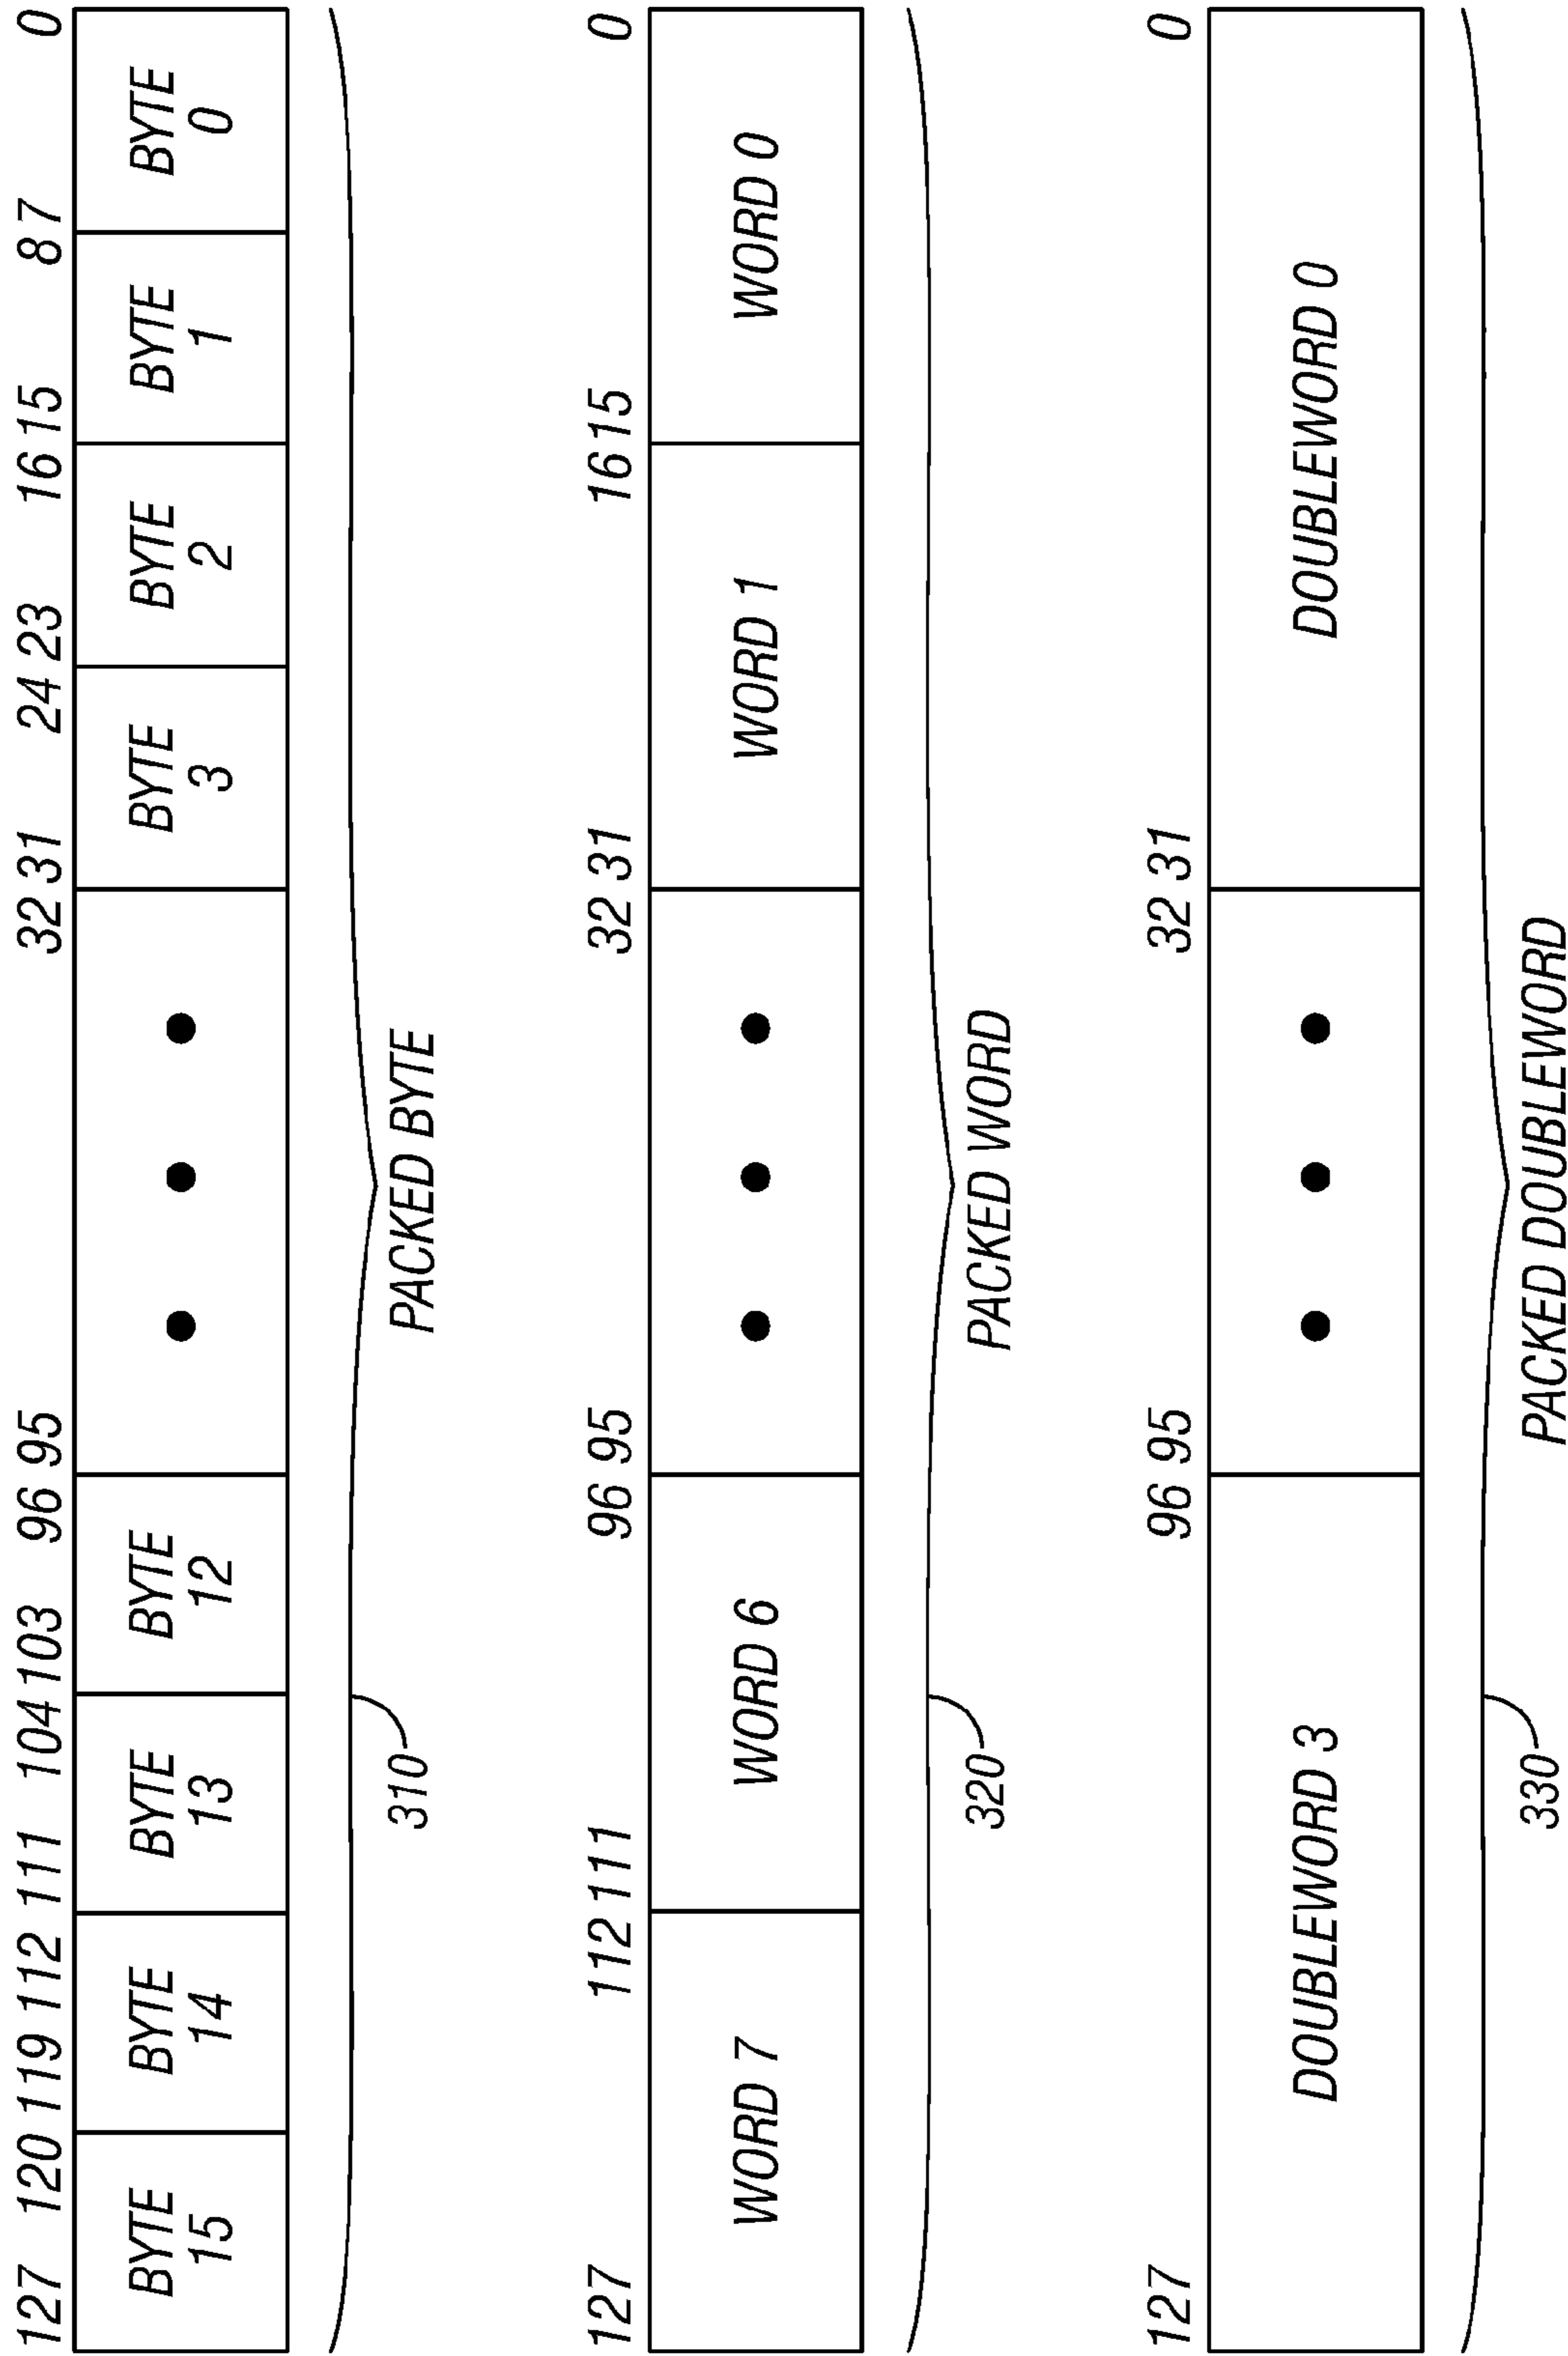 127 120 119 112 111 104 103 96 95 32 31 24 23 16 15 8 7 0
BYTE 15 BYTE 14 BYTE 13 BYTE 12 BYTE 3 BYTE 2 BYTE 1 BYTE 0
310
PACKED BYTE
127 112 111 96 95 32 31 16 15 0
WORD 7 WORD 6 WORD 1 WORD 0
320
PACKED WORD
127 96 95 32 31 0
DOUBLEWORD 3 DOUBLEWORD 0
330
PACKED DOUBLEWORD